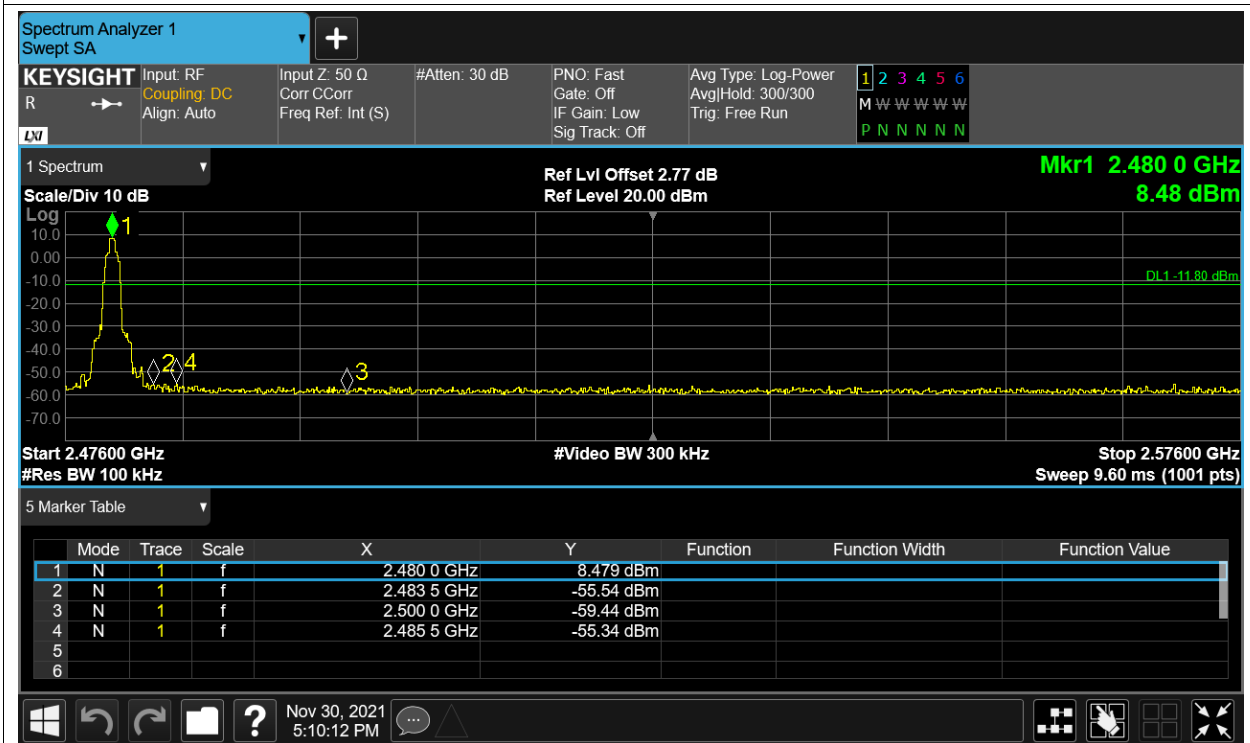 Spectrum Analyzer 1
Swept SA
KEYSIGHT
R
LXI
Input: RF
Coupling: DC
Align: Auto
Input Z: 50 Ω
Corr CCorr
Freq Ref: Int (S)
#Atten: 30 dB
PNO: Fast
Gate: Off
IF Gain: Low
Sig Track: Off
Avg Type: Log-Power
Avg|Hold: 300/300
Trig: Free Run
1 2 3 4 5 6
M W W W W W
P N N N N N
1 Spectrum
Scale/Div 10 dB
Ref Lvl Offset 2.77 dB
Ref Level 20.00 dBm
Mkr1 2.480 0 GHz
8.48 dBm
Log
10.0
0.00
-10.0
-20.0
-30.0
-40.0
-50.0
-60.0
-70.0
1
DL1 -11.80 dBm
2 4
3
Start 2.47600 GHz #Video BW 300 kHz Stop 2.57600 GHz
#Res BW 100 kHz Sweep 9.60 ms (1001 pts)
5 Marker Table
Mode Trace Scale X Y Function Function Width Function Value
1 N 1 f 2.480 0 GHz 8.479 dBm
2 N 1 f 2.483 5 GHz -55.54 dBm
3 N 1 f 2.500 0 GHz -59.44 dBm
4 N 1 f 2.485 5 GHz -55.34 dBm
5
6
?
Nov 30, 2021
5:10:12 PM